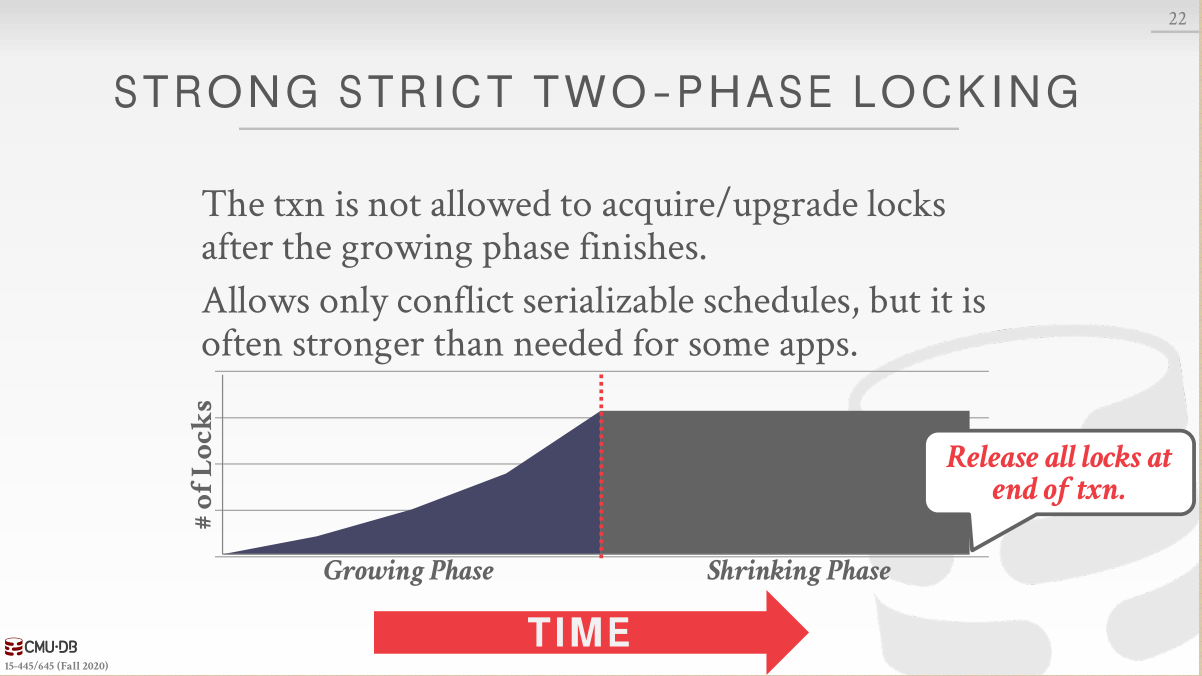 22
STRONG STRICT TWO-PHASE LOCKING
The txn is not allowed to acquire/upgrade locks
after the growing phase finishes.
Allows only conflict serializable schedules, but it is
often stronger than needed for some apps.
# of Locks
Release all locks at
end of txn.
Growing Phase
Shrinking Phase
TIME
CMU·DB
15-445/645 (Fall 2020)